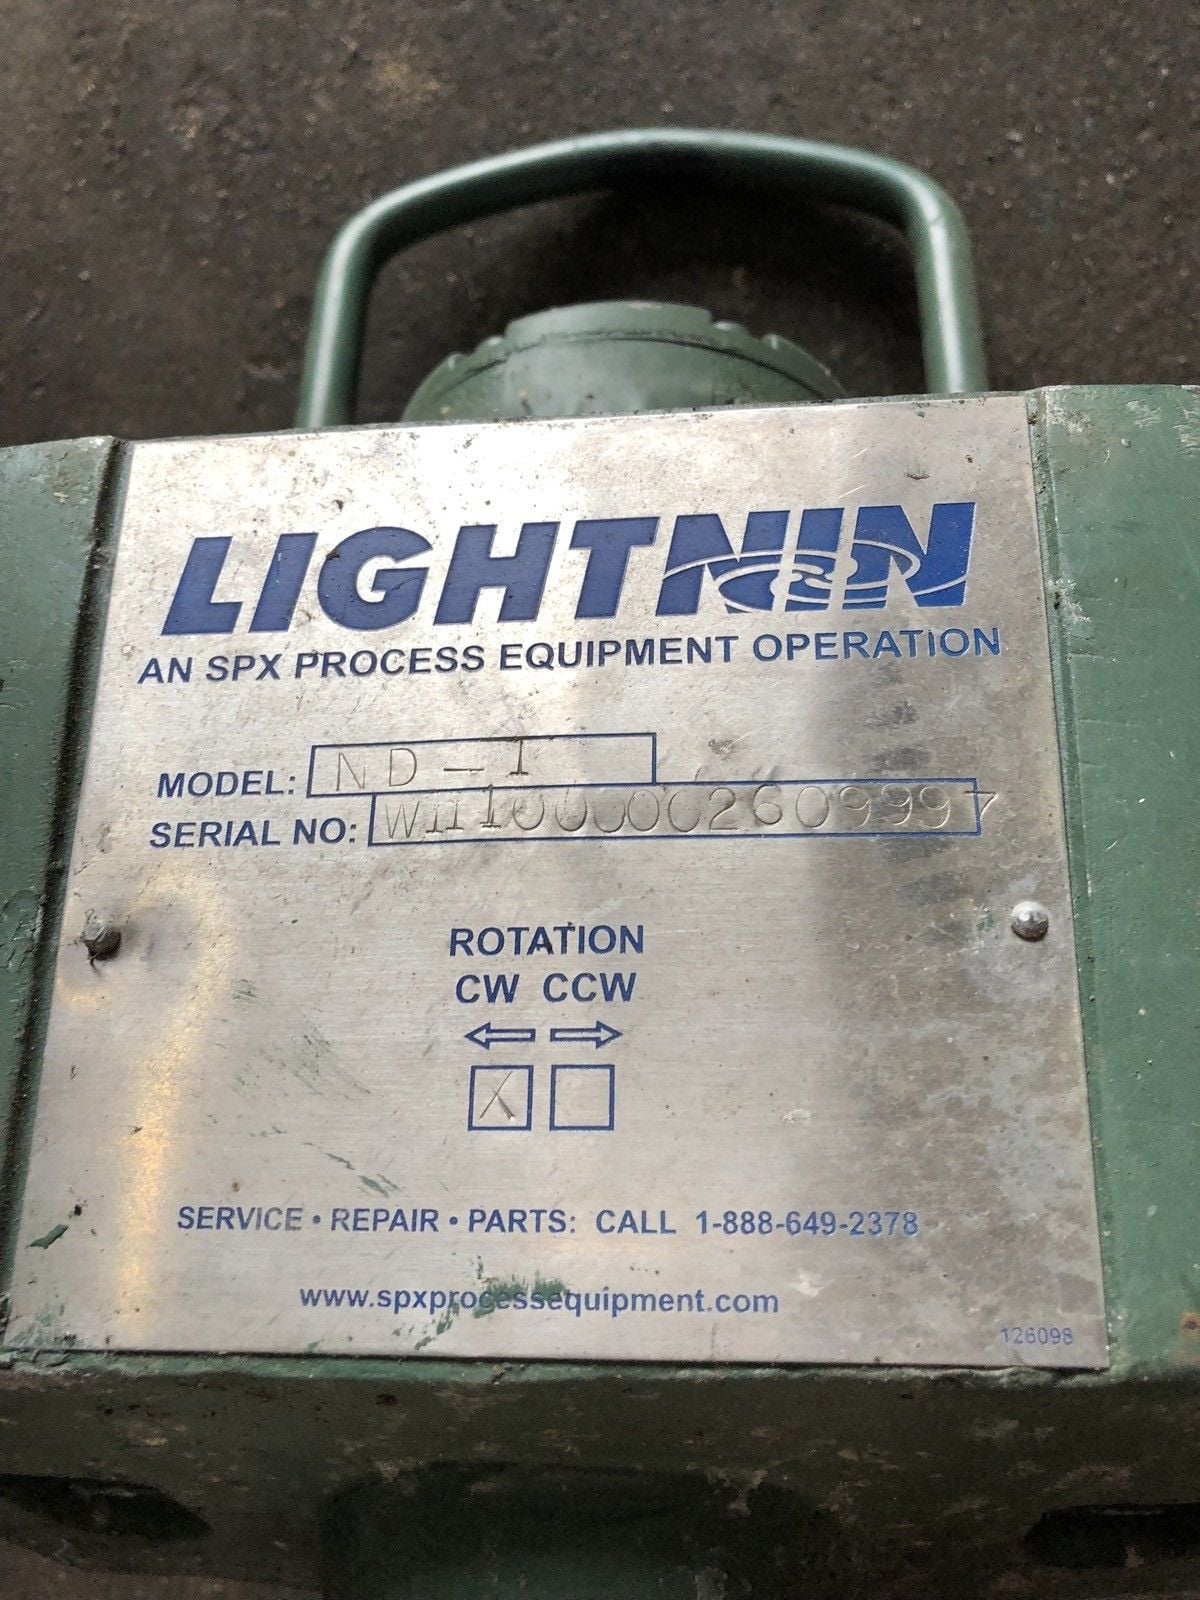 LIGHTNIN
AN SPX PROCESS EQUIPMENT OPERATION
MODEL: ND-1
SERIAL NO:
ROTATION
CW CCW
X
SERVICE • REPAIR • PARTS: CALL 1-888-649-2378
www.spxprocessequipment.com
126098